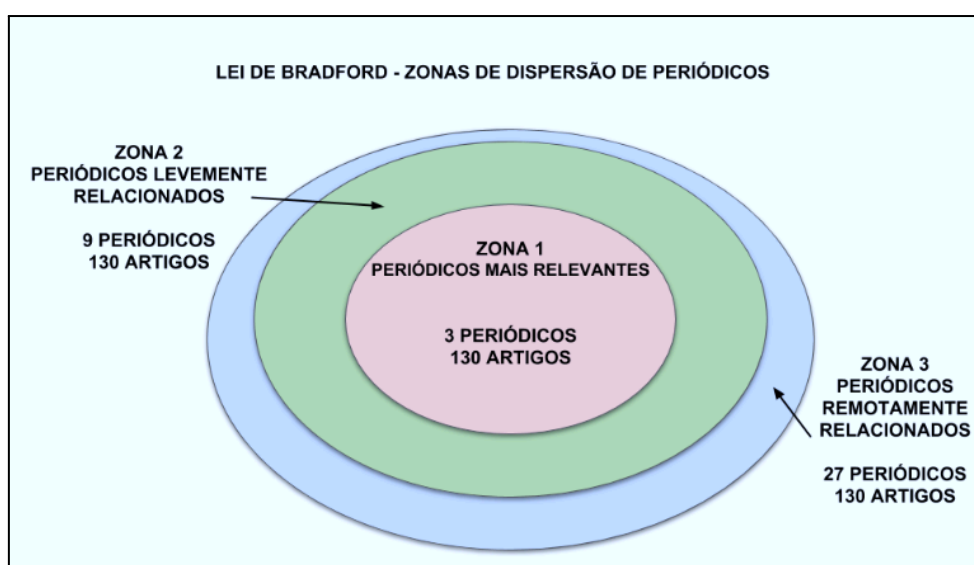 LEI DE BRADFORD - ZONAS DE DISPERSÃO DE PERIÓDICOS
ZONA 2
PERIÓDICOS LEVEMENTE
RELACIONADOS
9 PERIÓDICOS
130 ARTIGOS
ZONA 1
PERIÓDICOS MAIS RELEVANTES
3 PERIÓDICOS
130 ARTIGOS
ZONA 3
PERIÓDICOS
REMOTAMENTE
RELACIONADOS
27 PERIÓDICOS
130 ARTIGOS